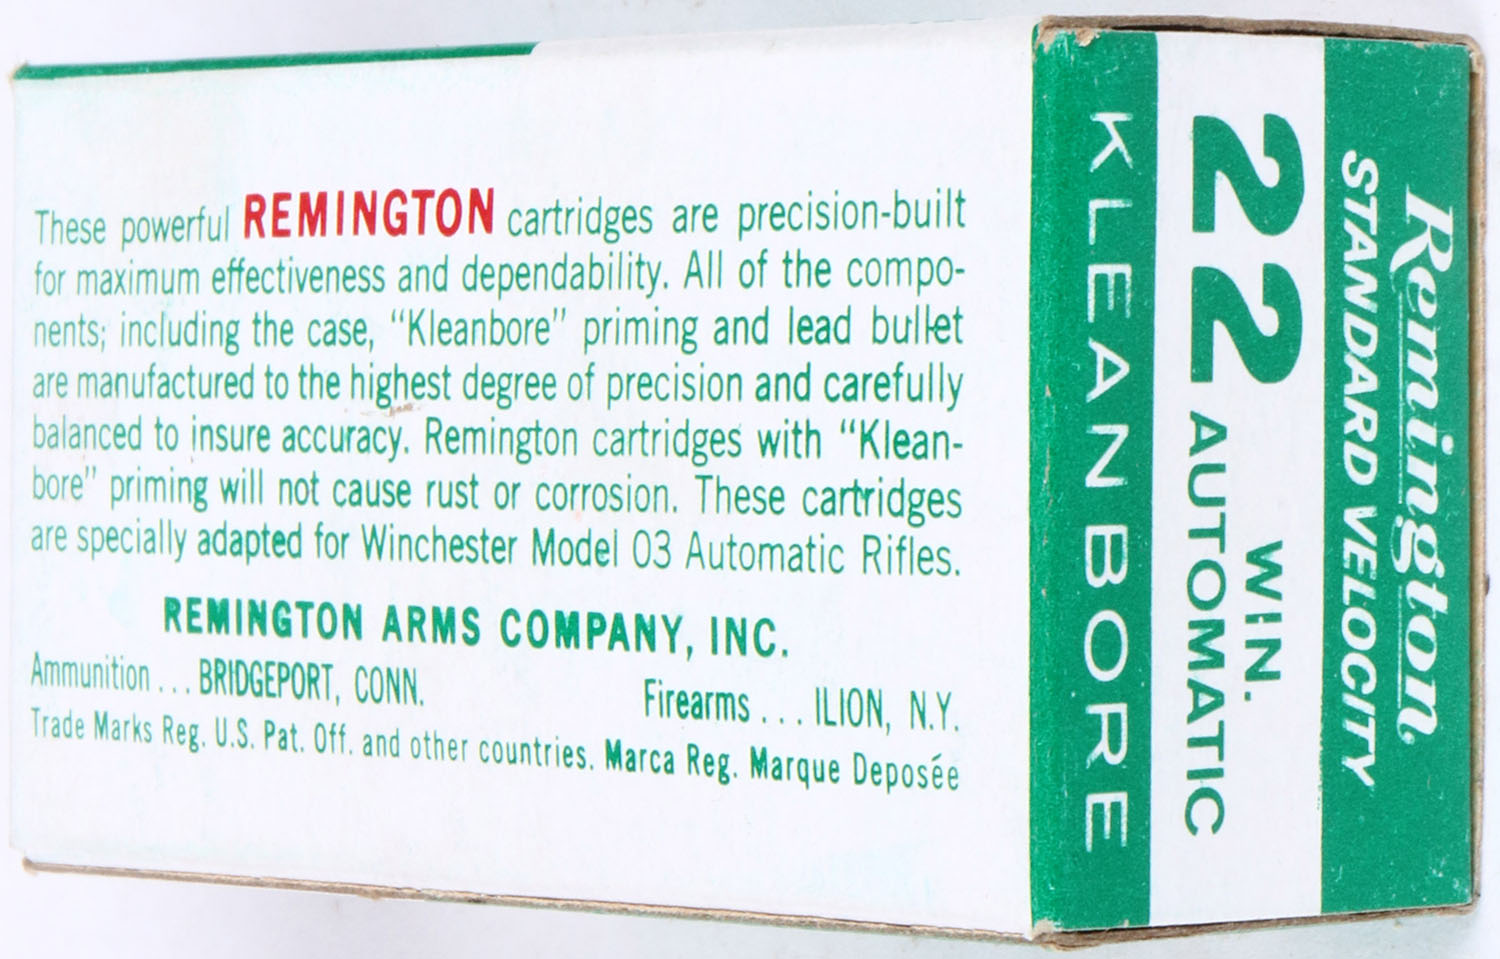 These powerful REMINGTON cartridges are precision-built
for maximum effectiveness and dependability. All of the compo-
nents; including the case, "Kleanbore" priming and lead bullet
are manufactured to the highest degree of precision and carefully
balanced to insure accuracy. Remington cartridges with "Klean-
bore" priming will not cause rust or corrosion. These cartridges
are specially adapted for Winchester Model 03 Automatic Rifles.
REMINGTON ARMS COMPANY, INC.
Ammunition ... BRIDGEPORT, CONN. Firearms ... ILION, N.Y.
Trade Marks Reg. U.S. Pat. Off. and other countries. Marca Reg. Marque Deposée
Remington.
STANDARD VELOCITY
22 WIN.
AUTOMATIC
KLEANBORE